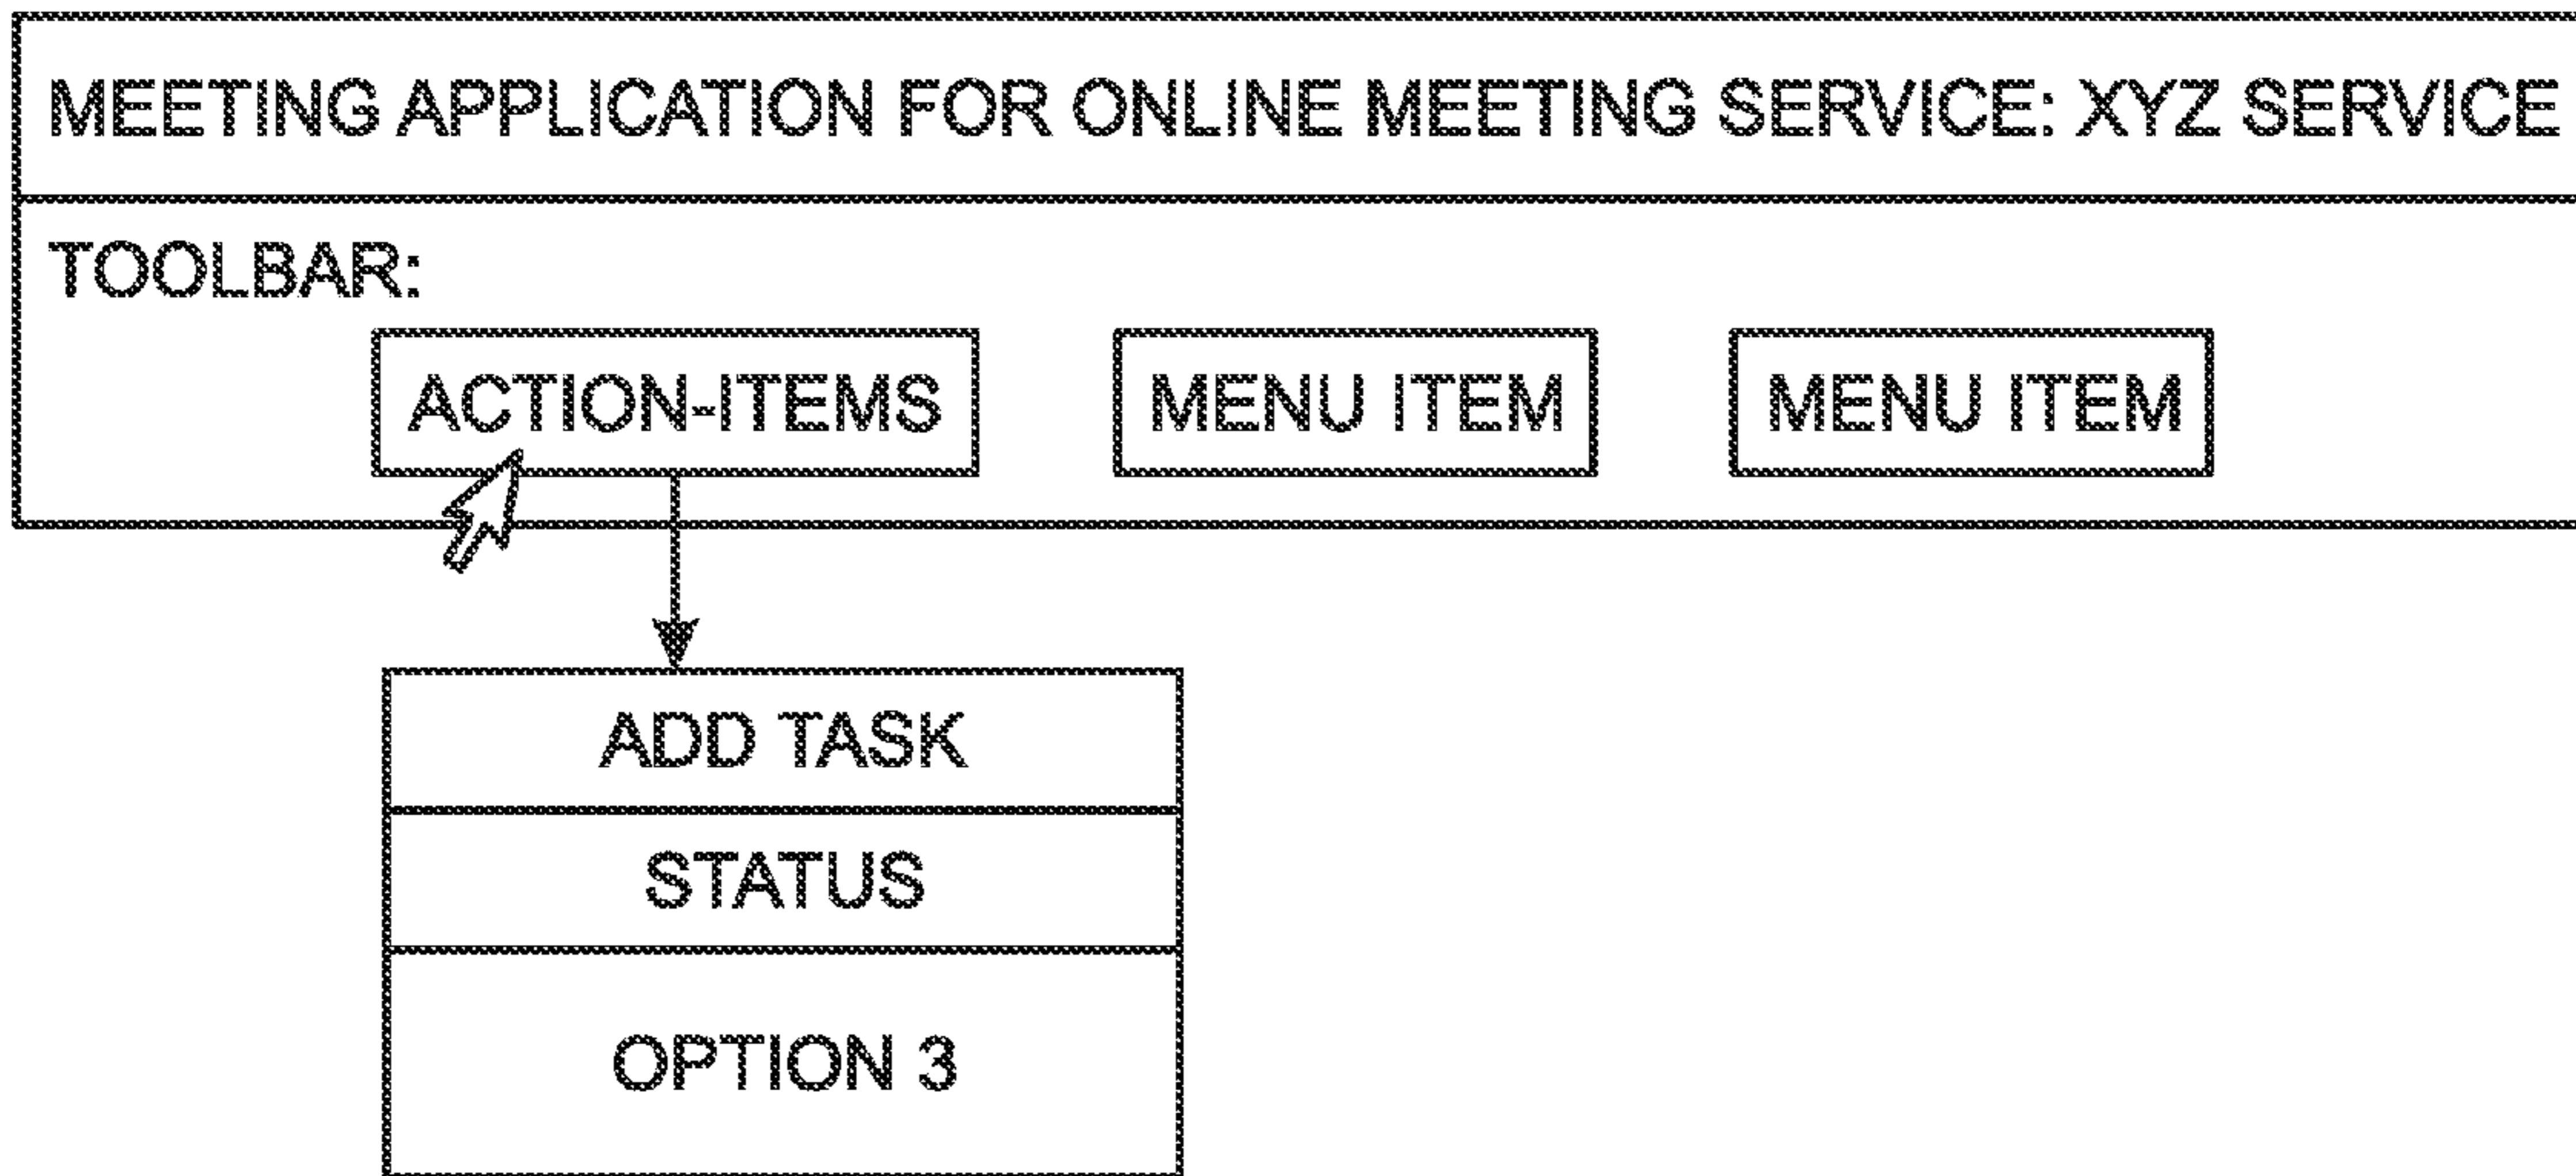 MEETING APPLICATION FOR ONLINE MEETING SERVICE: XYZ SERVICE
TOOLBAR:
ACTION-ITEMS MENU ITEM MENU ITEM
ADD TASK
STATUS
OPTION 3